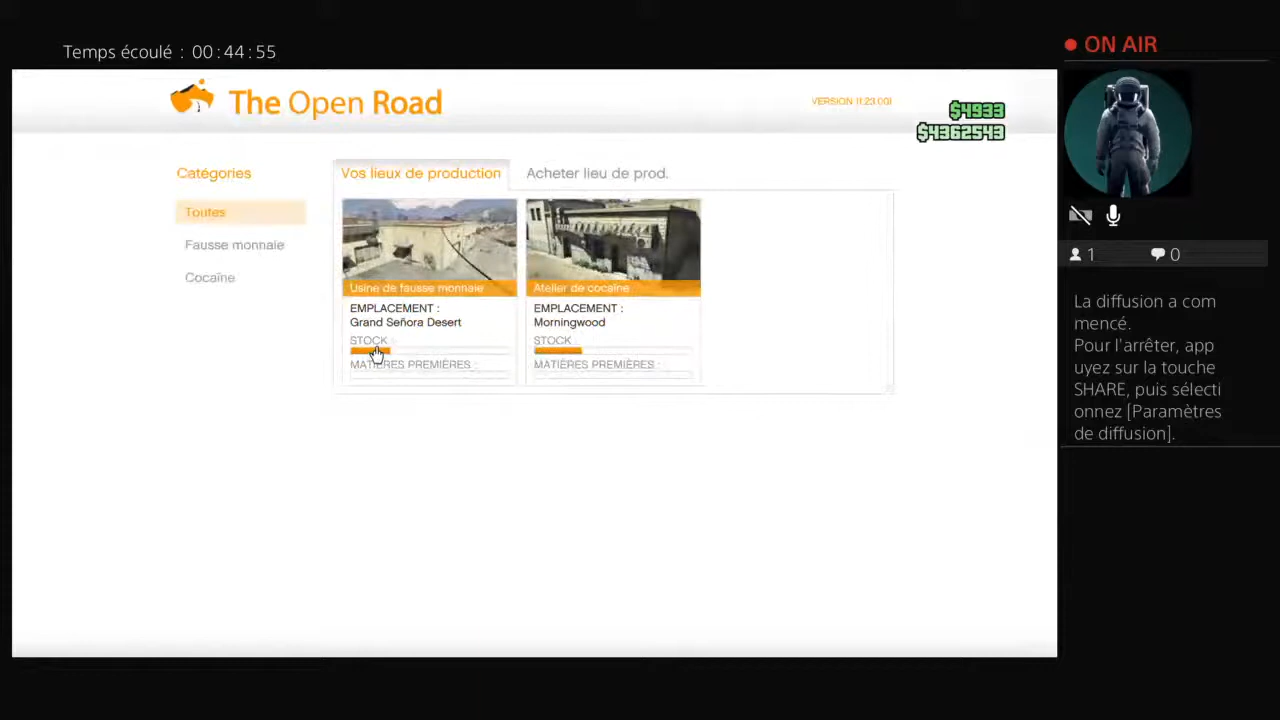 Temps écoulé : 00:44:55
ON AIR
The Open Road
VERSION 11.23.001
$4933
$4362543
Catégories
Toutes
Fausse monnaie
Cocaïne
Vos lieux de production
Acheter lieu de prod.
Usine de fausse monnaie
EMPLACEMENT :
Grand Señora Desert
STOCK :
MATIÈRES PREMIÈRES :
Atelier de cocaïne
EMPLACEMENT :
Morningwood
STOCK :
MATIÈRES PREMIÈRES :
1
0
La diffusion a com
mencé.
Pour l'arrêter, app
uyez sur la touche
SHARE, puis sélecti
onnez [Paramètres
de diffusion].